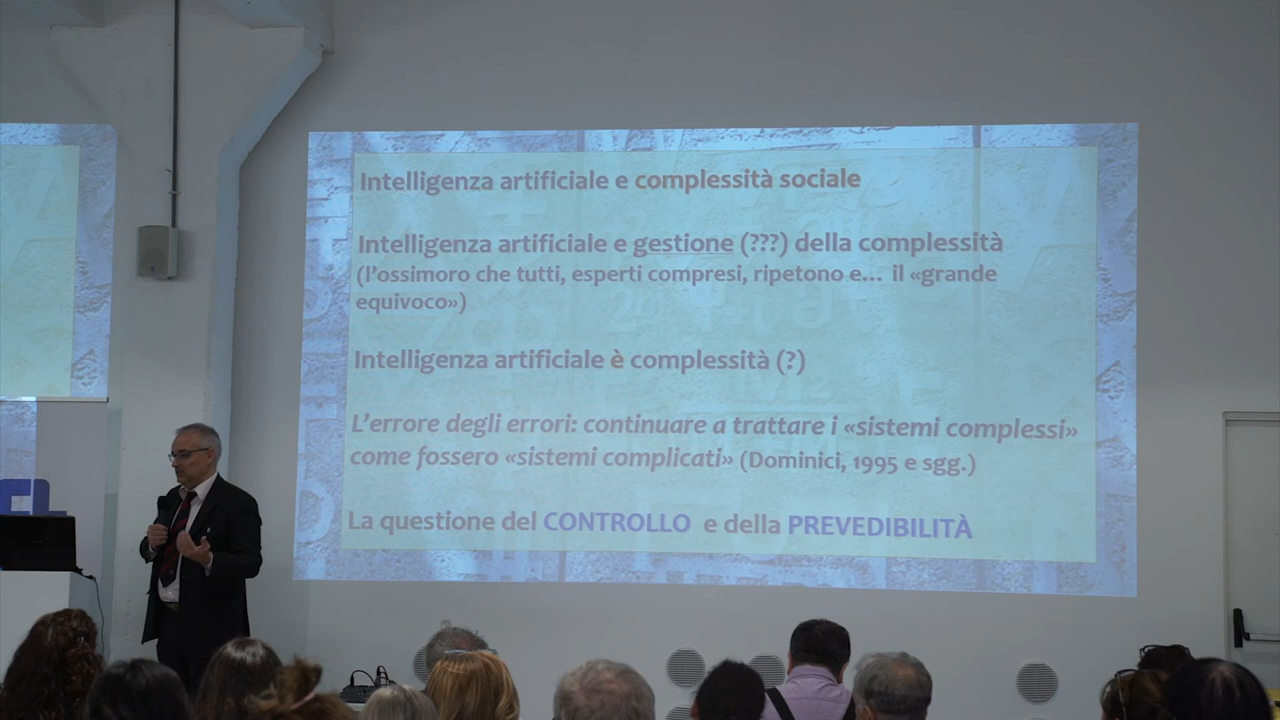 Intelligenza artificiale e complessità sociale
Intelligenza artificiale e gestione (???) della complessità
(l'ossimoro che tutti, esperti compresi, ripetono e... il «grande
equivoco»)
Intelligenza artificiale è complessità (?)
L'errore degli errori: continuare a trattare i «sistemi complessi»
come fossero «sistemi complicati» (Dominici, 1995 e sgg.)
La questione del CONTROLLO e della PREVEDIBILITÀ